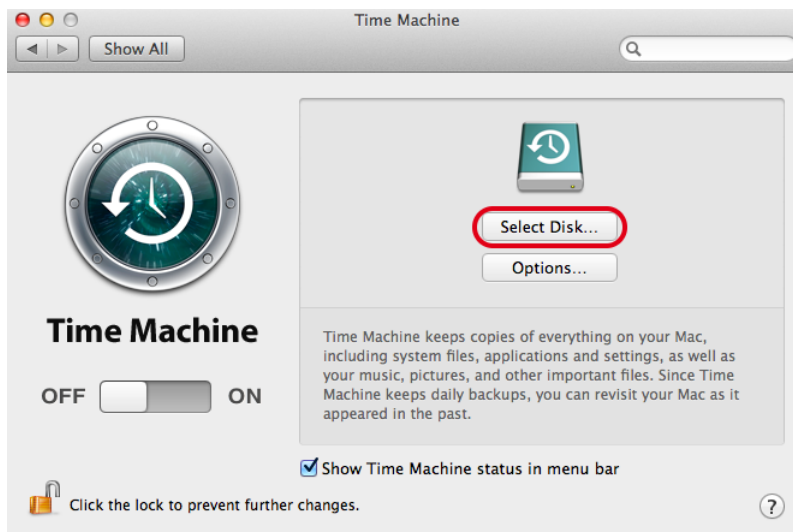 Time Machine
Show All
Select Disk...
Options...
Time Machine
OFF ON
Time Machine keeps copies of everything on your Mac,
including system files, applications and settings, as well as
your music, pictures, and other important files. Since Time
Machine keeps daily backups, you can revisit your Mac as it
appeared in the past.
Show Time Machine status in menu bar
Click the lock to prevent further changes.
?